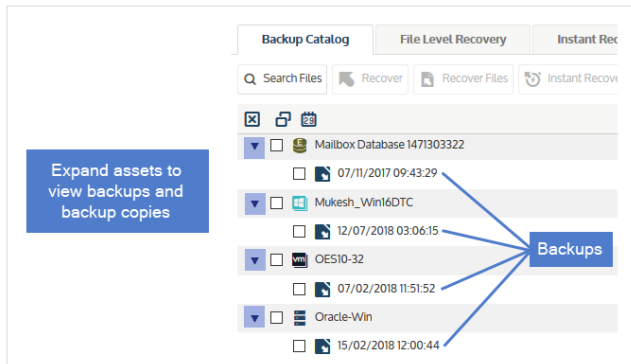 Backup Catalog
File Level Recovery
Instant Rec
Search Files
Recover
Recover Files
Instant Recove
29
E
Mailbox Database 1471303322
07/11/2017 09:43:29
Mukesh_Win16DTC
12/07/2018 03:06:15
vm
OES10-32
07/02/2018 11:51:52
Oracle-Win
15/02/2018 12:00:44
Expand assets to
view backups and
backup copies
Backups